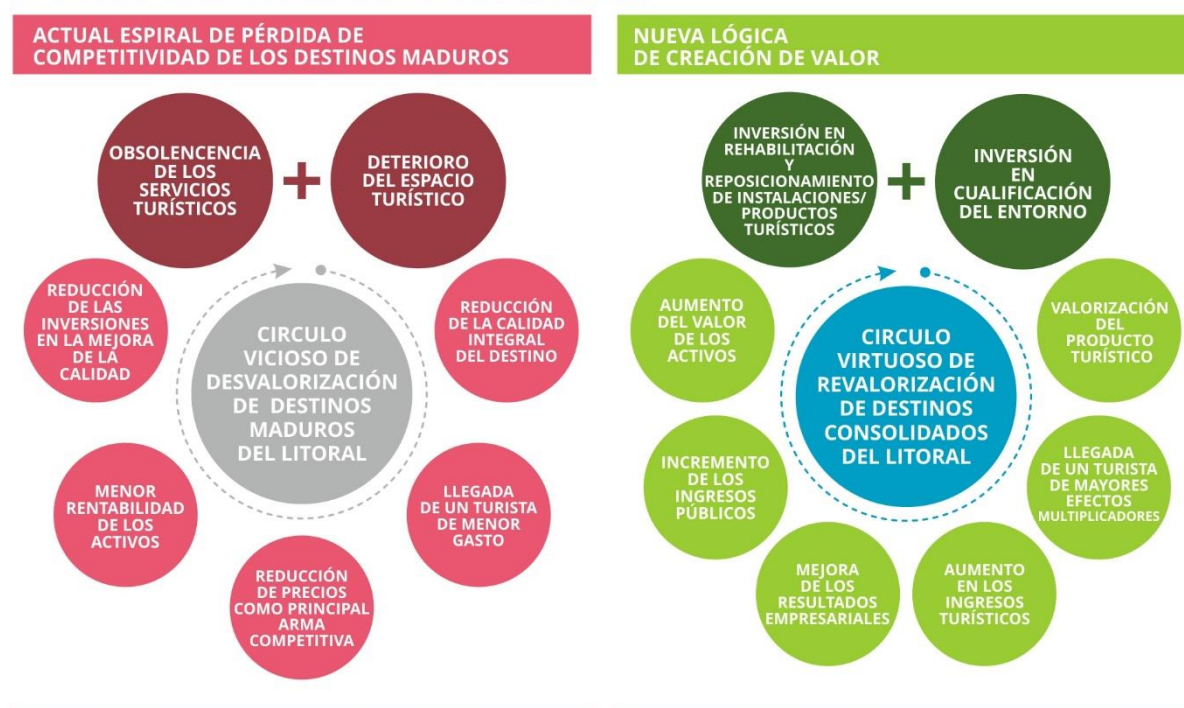 ACTUAL ESPIRAL DE PÉRDIDA DE
COMPETITIVIDAD DE LOS DESTINOS MADUROS
OBSOLENCENCIA
DE LOS
SERVICIOS
TURÍSTICOS
+
DETERIORO
DEL ESPACIO
TURÍSTICO
REDUCCIÓN
DE LA CALIDAD
INTEGRAL
DEL DESTINO
LLEGADA
DE UN TURISTA
DE MENOR
GASTO
REDUCCIÓN
DE PRECIOS
COMO PRINCIPAL
ARMA
COMPETITIVA
MENOR
RENTABILIDAD
DE LOS
ACTIVOS
REDUCCIÓN
DE LAS
INVERSIONES
EN LA MEJORA
DE LA
CALIDAD
CIRCULO
VICIOSO DE
DESVALORIZACIÓN
DE DESTINOS
MADUROS
DEL LITORAL
NUEVA LÓGICA
DE CREACIÓN DE VALOR
INVERSIÓN EN
REHABILITACIÓN
Y
REPOSICIONAMIENTO
DE INSTALACIONES/
PRODUCTOS
TURÍSTICOS
+
INVERSIÓN
EN
CUALIFICACIÓN
DEL ENTORNO
VALORIZACIÓN
DEL
PRODUCTO
TURÍSTICO
LLEGADA
DE UN TURISTA
DE MAYORES
EFECTOS
MULTIPLICADORES
AUMENTO
EN LOS
INGRESOS
TURÍSTICOS
MEJORA
DE LOS
RESULTADOS
EMPRESARIALES
INCREMENTO
DE LOS
INGRESOS
PÚBLICOS
AUMENTO
DEL VALOR
DE LOS
ACTIVOS
CIRCULO
VIRTUOSO DE
REVALORIZACIÓN
DE DESTINOS
CONSOLIDADOS
DEL LITORAL